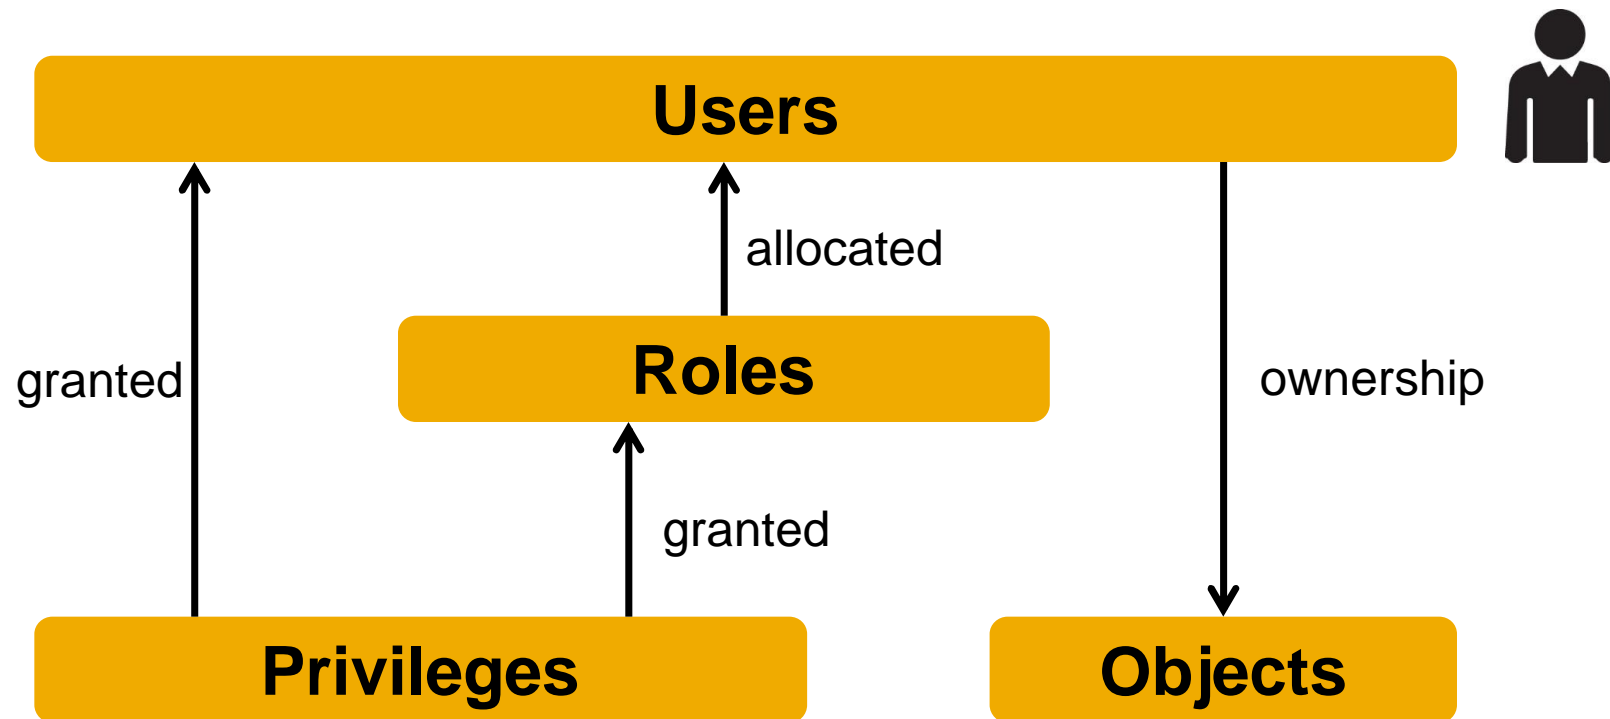 Users
allocated
Roles
granted
ownership
granted
Privileges
Objects